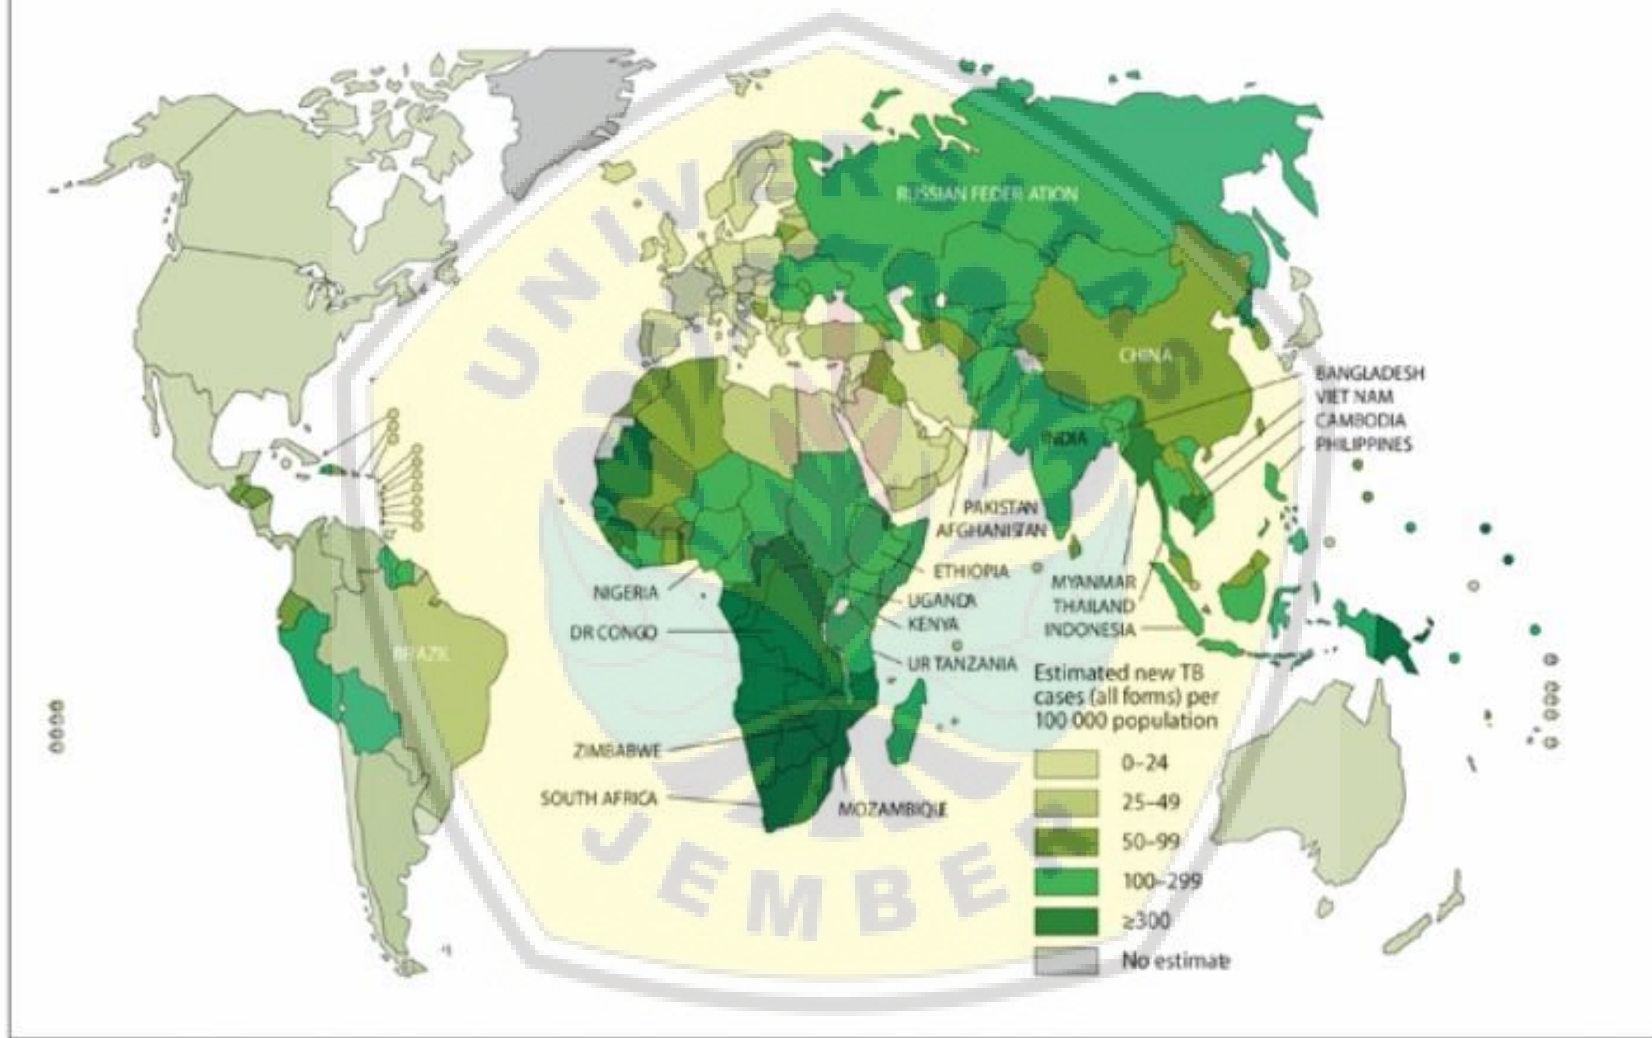 UNIVERSITAS
RUSSIAN FEDERATION
CHINA
BANGLADESH
VIET NAM
CAMBODIA
PHILIPPINES
INDIA
PAKISTAN
AFGHANISTAN
ETHIOPIA
UGANDA
KENYA
UR TANZANIA
MYANMAR
THAILAND
INDONESIA
NIGERIA
DR CONGO
BRAZIL
ZIMBABWE
SOUTH AFRICA
MOZAMBIQUE
Estimated new TB
cases (all forms) per
100 000 population
0–24
25–49
50–99
100–299
≥300
No estimate
JEMBER